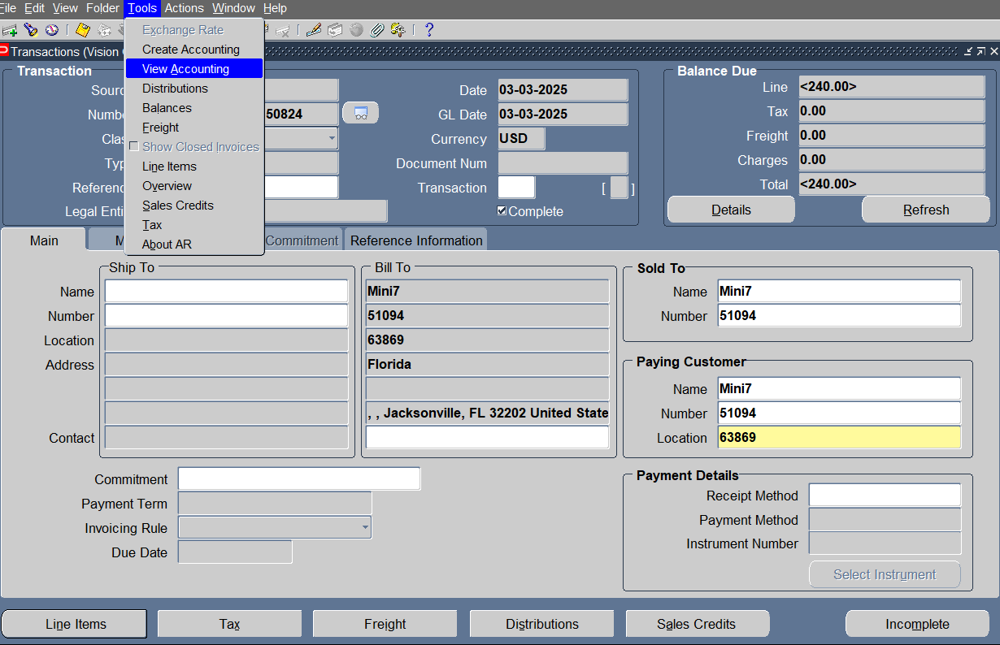 File Edit View Folder Tools Actions Window Help
Exchange Rate
Create Accounting
View Accounting
Distributions
Balances
Freight
Show Closed Invoices
Line Items
Overview
Sales Credits
Tax
About AR
Transactions (Vision
Transaction
Sourc
Numbe 50824
Clas
Typ
Referenc
Legal Enti
Date 03-03-2025
GL Date 03-03-2025
Currency USD
Document Num
Transaction [ ]
Complete
Balance Due
Line <240.00>
Tax 0.00
Freight 0.00
Charges 0.00
Total <240.00>
Details Refresh
Main M Commitment Reference Information
Ship To
Name
Number
Location
Address
Contact
Bill To
Mini7
51094
63869
Florida
, , Jacksonville, FL 32202 United State
Sold To
Name Mini7
Number 51094
Paying Customer
Name Mini7
Number 51094
Location 63869
Commitment
Payment Term
Invoicing Rule
Due Date
Payment Details
Receipt Method
Payment Method
Instrument Number
Select Instrument
Line Items Tax Freight Distributions Sales Credits Incomplete